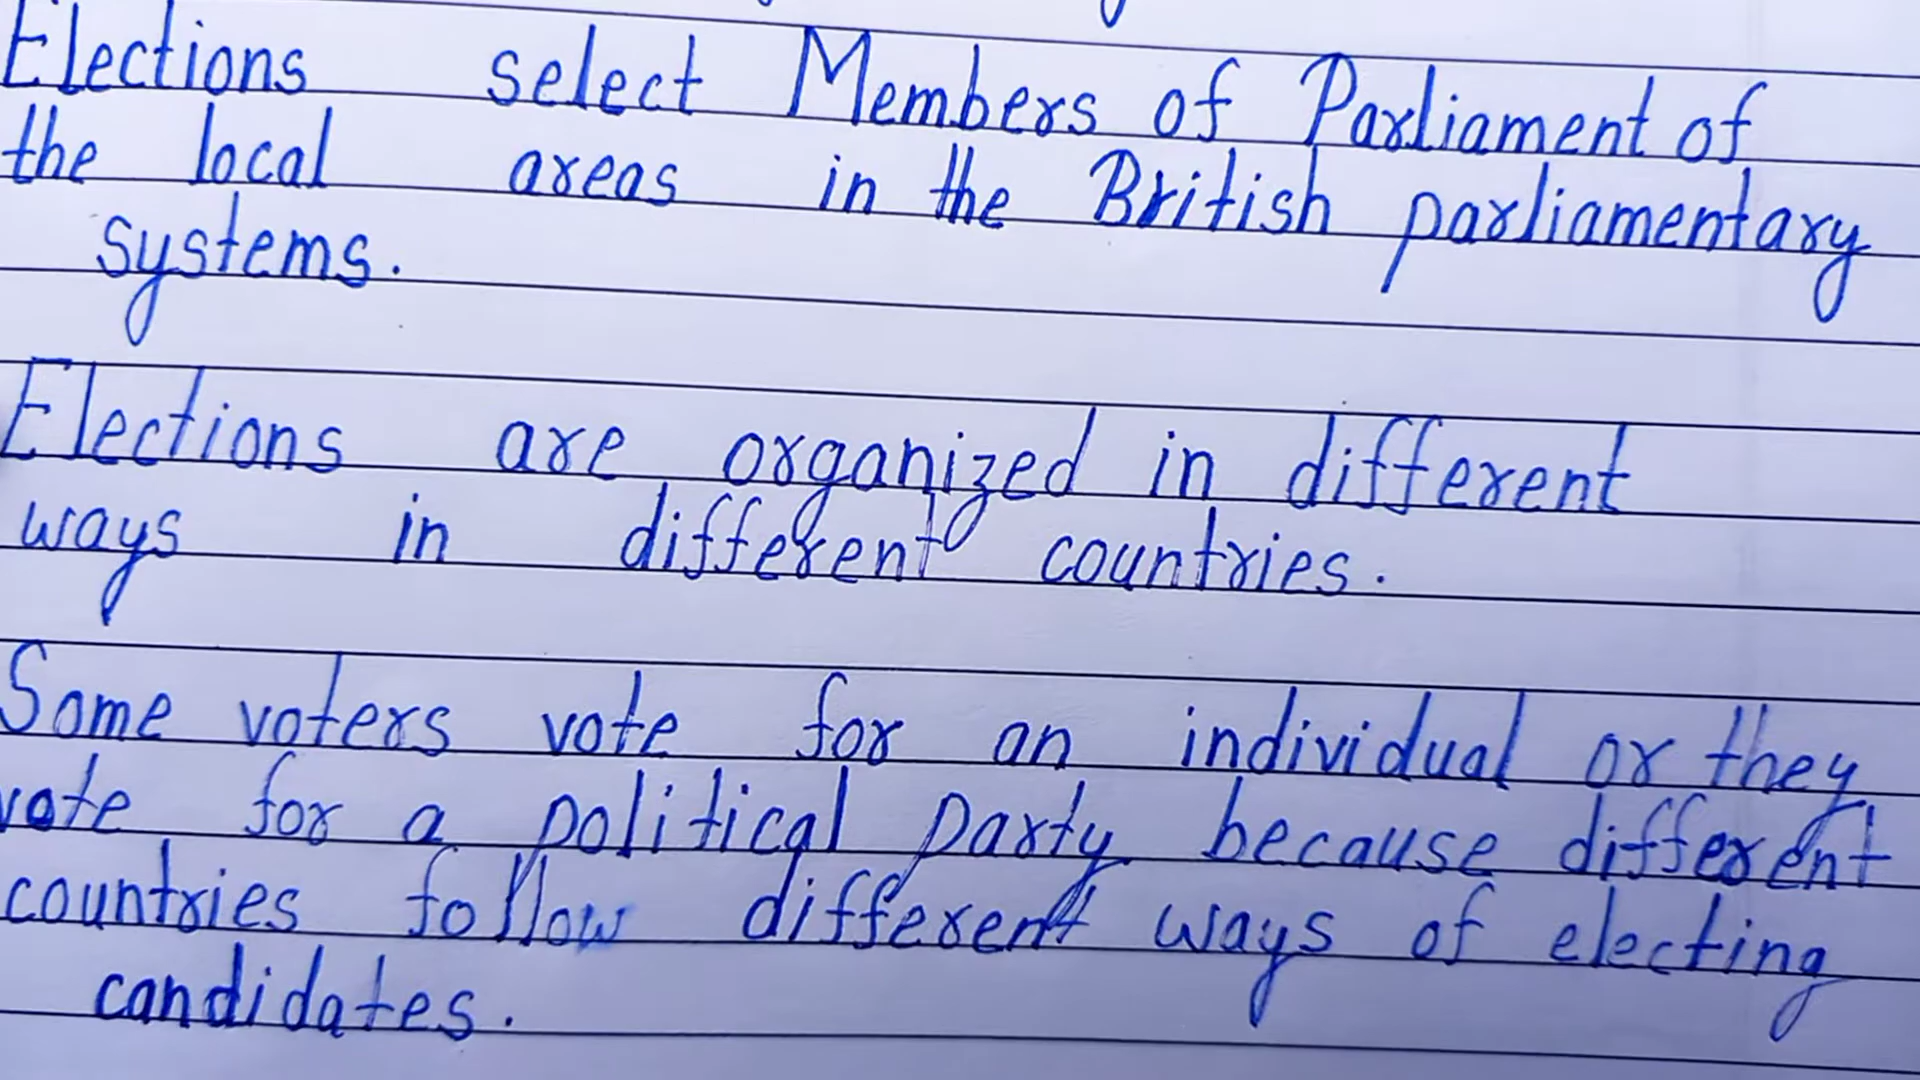 Elections select Members of Parliament of
the local areas in the British parliamentary
systems.
Elections are organized in different
ways in different countries.
Some voters vote for an individual or they
vote for a political party because different
countries follow different ways of electing
candidates.